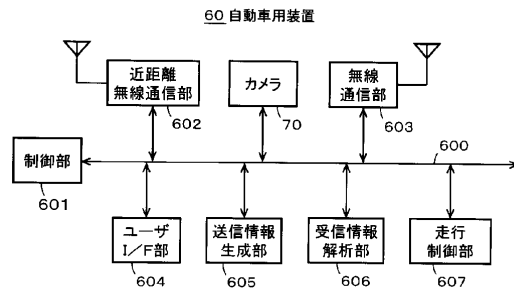 60 自動車用装置
近距離
無線通信部
602
カメラ
70
無線
通信部
603
600
制御部
601
ユーザ
I/F部
604
送信情報
生成部
605
受信情報
解析部
606
走行
制御部
607